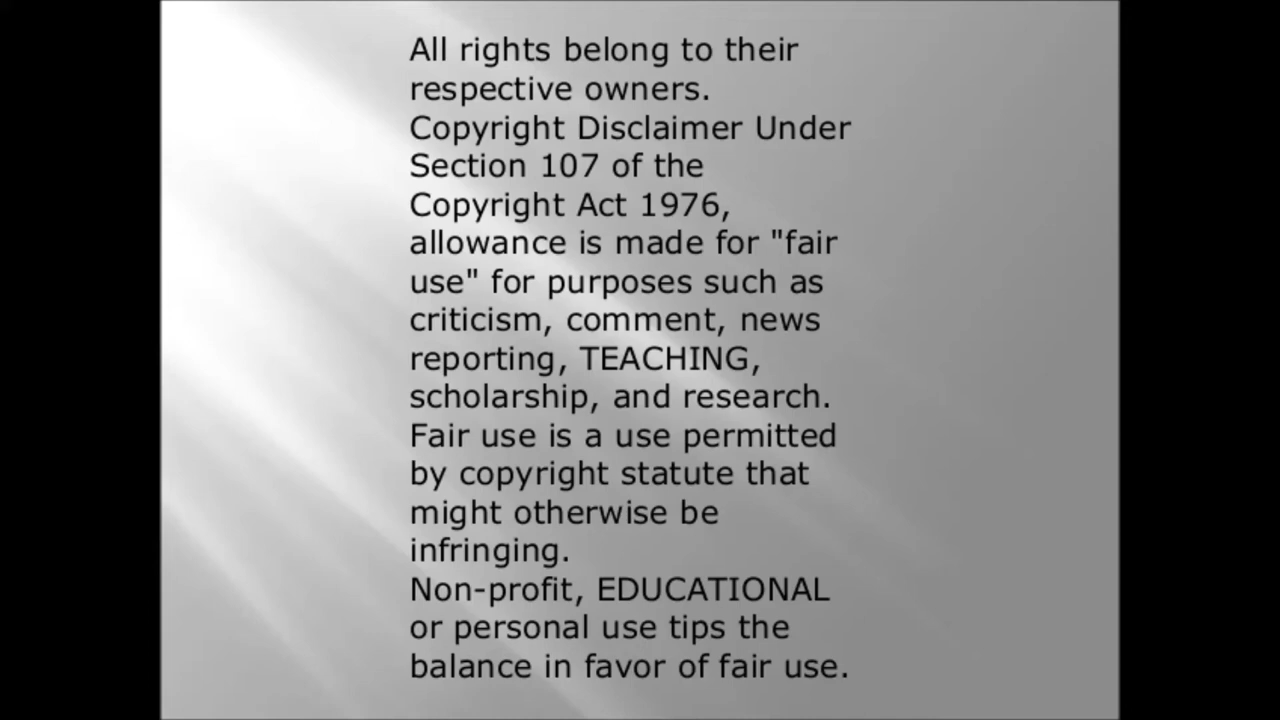 All rights belong to their
respective owners.
Copyright Disclaimer Under
Section 107 of the
Copyright Act 1976,
allowance is made for "fair
use" for purposes such as
criticism, comment, news
reporting, TEACHING,
scholarship, and research.
Fair use is a use permitted
by copyright statute that
might otherwise be
infringing.
Non-profit, EDUCATIONAL
or personal use tips the
balance in favor of fair use.